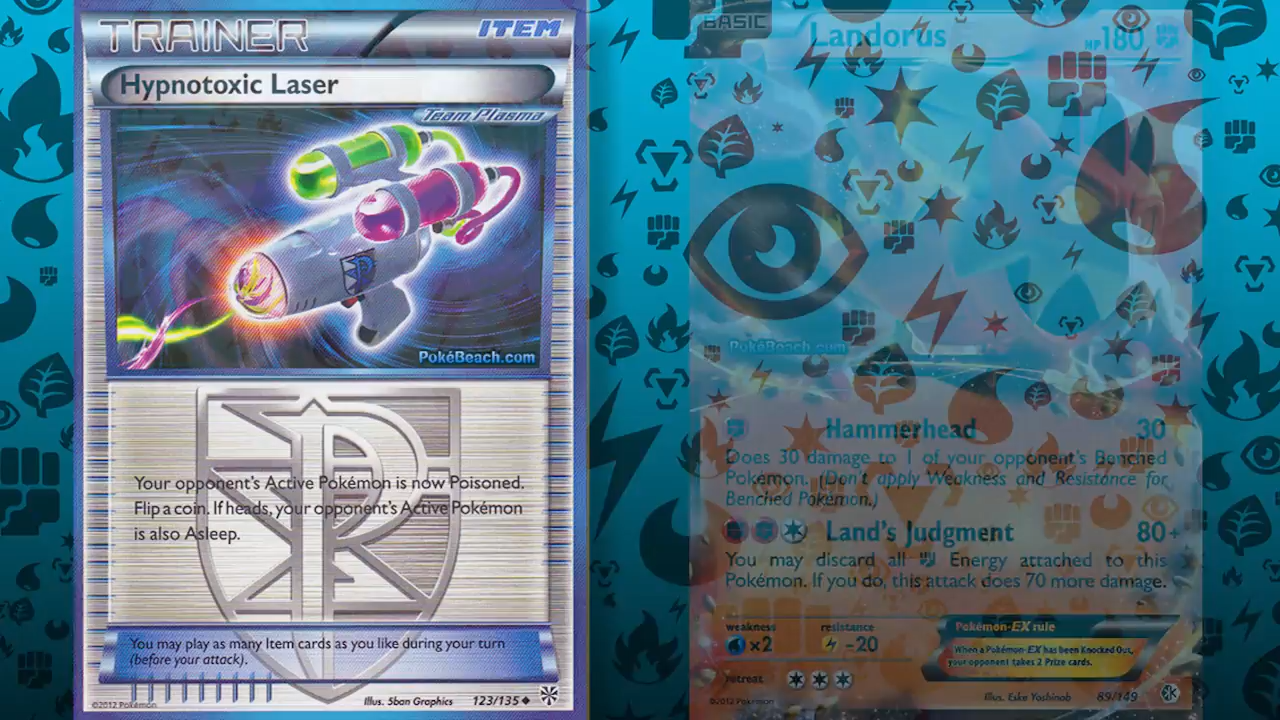 TRAINER
ITEM
Hypnotoxic Laser
Team Plasma
PokéBeach.com
Your opponent's Active Pokémon is now Poisoned.
Flip a coin. If heads, your opponent's Active Pokémon
is also Asleep.
You may play as many Item cards as you like during your turn
(before your attack).
Illus. 5ban Graphics
123/135
©2012 Pokémon
BASIC
Landorus
HP180
PokéBeach.com
Hammerhead 30
Does 30 damage to 1 of your opponent's Benched
Pokémon. (Don't apply Weakness and Resistance for
Benched Pokémon.)
Land's Judgment 80+
You may discard all Energy attached to this
Pokémon. If you do, this attack does 70 more damage.
weakness resistance
×2 -20
Pokémon-EX rule
When a Pokémon-EX has been Knocked Out,
your opponent takes 2 Prize cards.
retreat
Illus. Eske Yoshinob
89/149
©2012 Pokémon